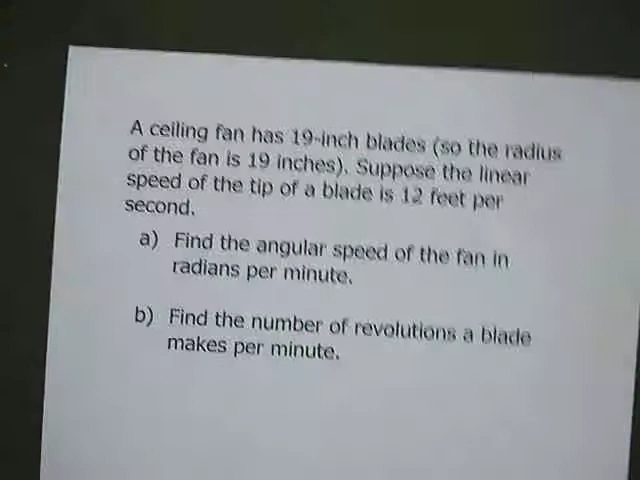 A ceiling fan has 19-inch blades (so the radius
of the fan is 19 inches). Suppose the linear
speed of the tip of a blade is 12 feet per
second.
a) Find the angular speed of the fan in
radians per minute.
b) Find the number of revolutions a blade
makes per minute.